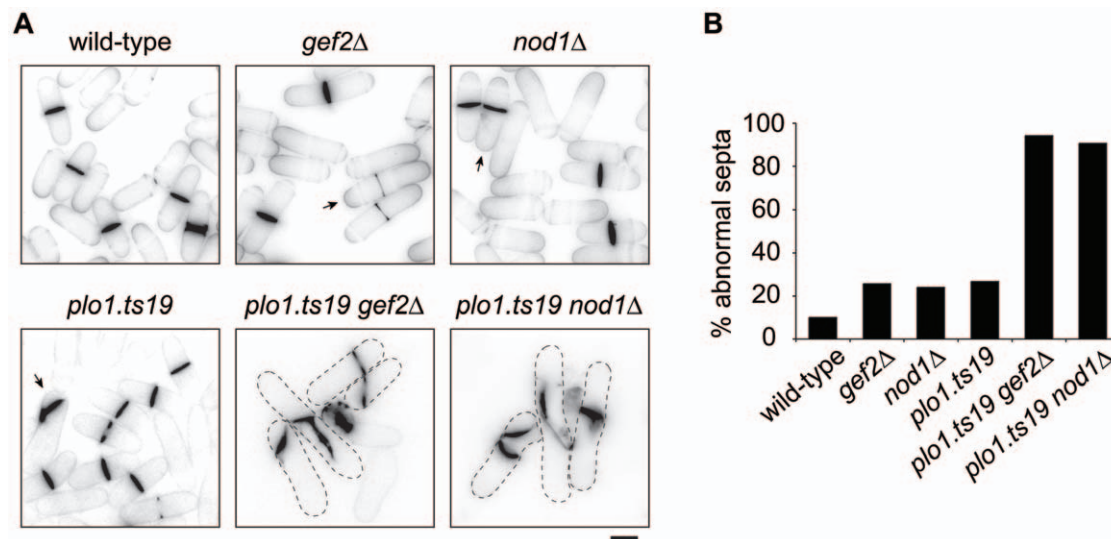 A
wild-type gef2Δ nod1Δ
plo1.ts19 plo1.ts19 gef2Δ plo1.ts19 nod1Δ
B
% abnormal septa
100
80
60
40
20
0
wild-type
gef2Δ
nod1Δ
plo1.ts19
plo1.ts19 gef2Δ
plo1.ts19 nod1Δ